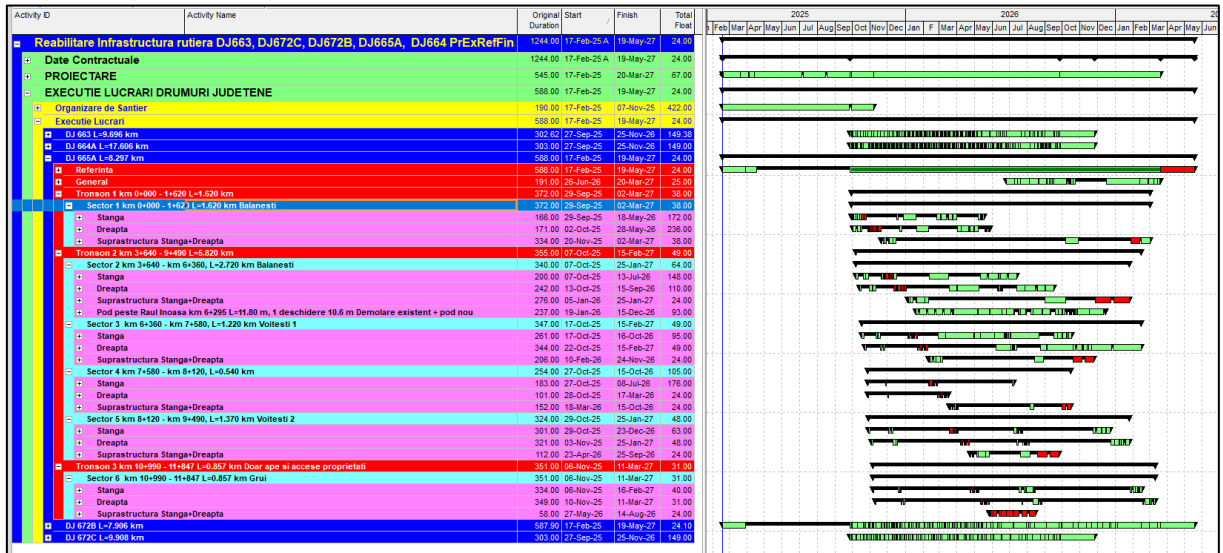 Activity ID Activity Name Original Duration Start Finish Total Float
2025 2026 20
Feb Mar Apr May Jun Jul Aug Sep Oct Nov Dec Jan F Mar Apr May Jun Jul Aug Sep Oct Nov Dec Jan Feb Mar Apr May Jun
Reabilitare Infrastructura rutiera DJ663, DJ672C, DJ672B, DJ665A, DJ664 PrExRefFin 1244.00 17-Feb-25 A 19-May-27 24.00
Date Contractuale 1244.00 17-Feb-25 A 19-May-27 24.00
PROIECTARE 545.00 17-Feb-25 20-Mar-27 67.00
EXECUTIE LUCRARI DRUMURI JUDETENE 588.00 17-Feb-25 19-May-27 24.00
Organizare de Santier 190.00 17-Feb-25 07-Nov-25 422.00
Executie Lucrari 588.00 17-Feb-25 19-May-27 24.00
DJ 663 L=9.696 km 302.62 27-Sep-25 25-Nov-26 149.38
DJ 664A L=17.606 km 303.00 27-Sep-25 25-Nov-26 149.00
DJ 665A L=8.297 km 588.00 17-Feb-25 19-May-27 24.00
Referinta 588.00 17-Feb-25 19-May-27 24.00
General 191.00 26-Jun-26 20-Mar-27 25.00
Tronson 1 km 0+000 - 1+620 L=1.620 km 372.00 29-Sep-25 02-Mar-27 38.00
Sector 1 km 0+000 - 1+620 L=1.620 km Balanesti 372.00 29-Sep-25 02-Mar-27 38.00
Stanga 166.00 29-Sep-25 18-May-26 172.00
Dreapta 171.00 02-Oct-25 28-May-26 236.00
Suprastructura Stanga+Dreapta 334.00 20-Nov-25 02-Mar-27 38.00
Tronson 2 km 3+640 - 9+490 L=5.820 km 355.00 07-Oct-25 15-Feb-27 49.00
Sector 2 km 3+640 - km 6+360, L=2.720 km Balanesti 340.00 07-Oct-25 25-Jan-27 64.00
Stanga 200.00 07-Oct-25 13-Jul-26 148.00
Dreapta 242.00 13-Oct-25 15-Sep-26 110.00
Suprastructura Stanga+Dreapta 276.00 05-Jan-26 25-Jan-27 24.00
Pod peste Raul Inoasa km 6+295 L=11.80 m, 1 deschidere 10.6 m Demolare existent + pod nou 237.00 19-Jan-26 15-Dec-26 93.00
Sector 3 km 6+360 - km 7+580, L=1.220 km Voitesti 1 347.00 17-Oct-25 15-Feb-27 49.00
Stanga 261.00 17-Oct-25 16-Oct-26 95.00
Dreapta 344.00 22-Oct-25 15-Feb-27 49.00
Suprastructura Stanga+Dreapta 206.00 10-Feb-26 24-Nov-26 24.00
Sector 4 km 7+580 - km 8+120, L=0.540 km 254.00 27-Oct-25 15-Oct-26 105.00
Stanga 183.00 27-Oct-25 08-Jul-26 176.00
Dreapta 101.00 28-Oct-25 17-Mar-26 24.00
Suprastructura Stanga+Dreapta 152.00 18-Mar-26 15-Oct-26 24.00
Sector 5 km 8+120 - km 9+490, L=1.370 km Voitesti 2 324.00 29-Oct-25 25-Jan-27 48.00
Stanga 301.00 29-Oct-25 23-Dec-26 63.00
Dreapta 321.00 03-Nov-25 25-Jan-27 48.00
Suprastructura Stanga+Dreapta 112.00 23-Apr-26 25-Sep-26 24.00
Tronson 3 km 10+990 - 11+847 L=0.857 km Doar ape si accese proprietati 351.00 06-Nov-25 11-Mar-27 31.00
Sector 6 km 10+990 - 11+847 L=0.857 km Grui 351.00 06-Nov-25 11-Mar-27 31.00
Stanga 334.00 06-Nov-25 16-Feb-27 40.00
Dreapta 349.00 10-Nov-25 11-Mar-27 31.00
Suprastructura Stanga+Dreapta 58.00 27-May-26 14-Aug-26 24.00
DJ 672B L=7.906 km 587.90 17-Feb-25 19-May-27 24.10
DJ 672C L=9.908 km 303.00 27-Sep-25 25-Nov-26 149.00